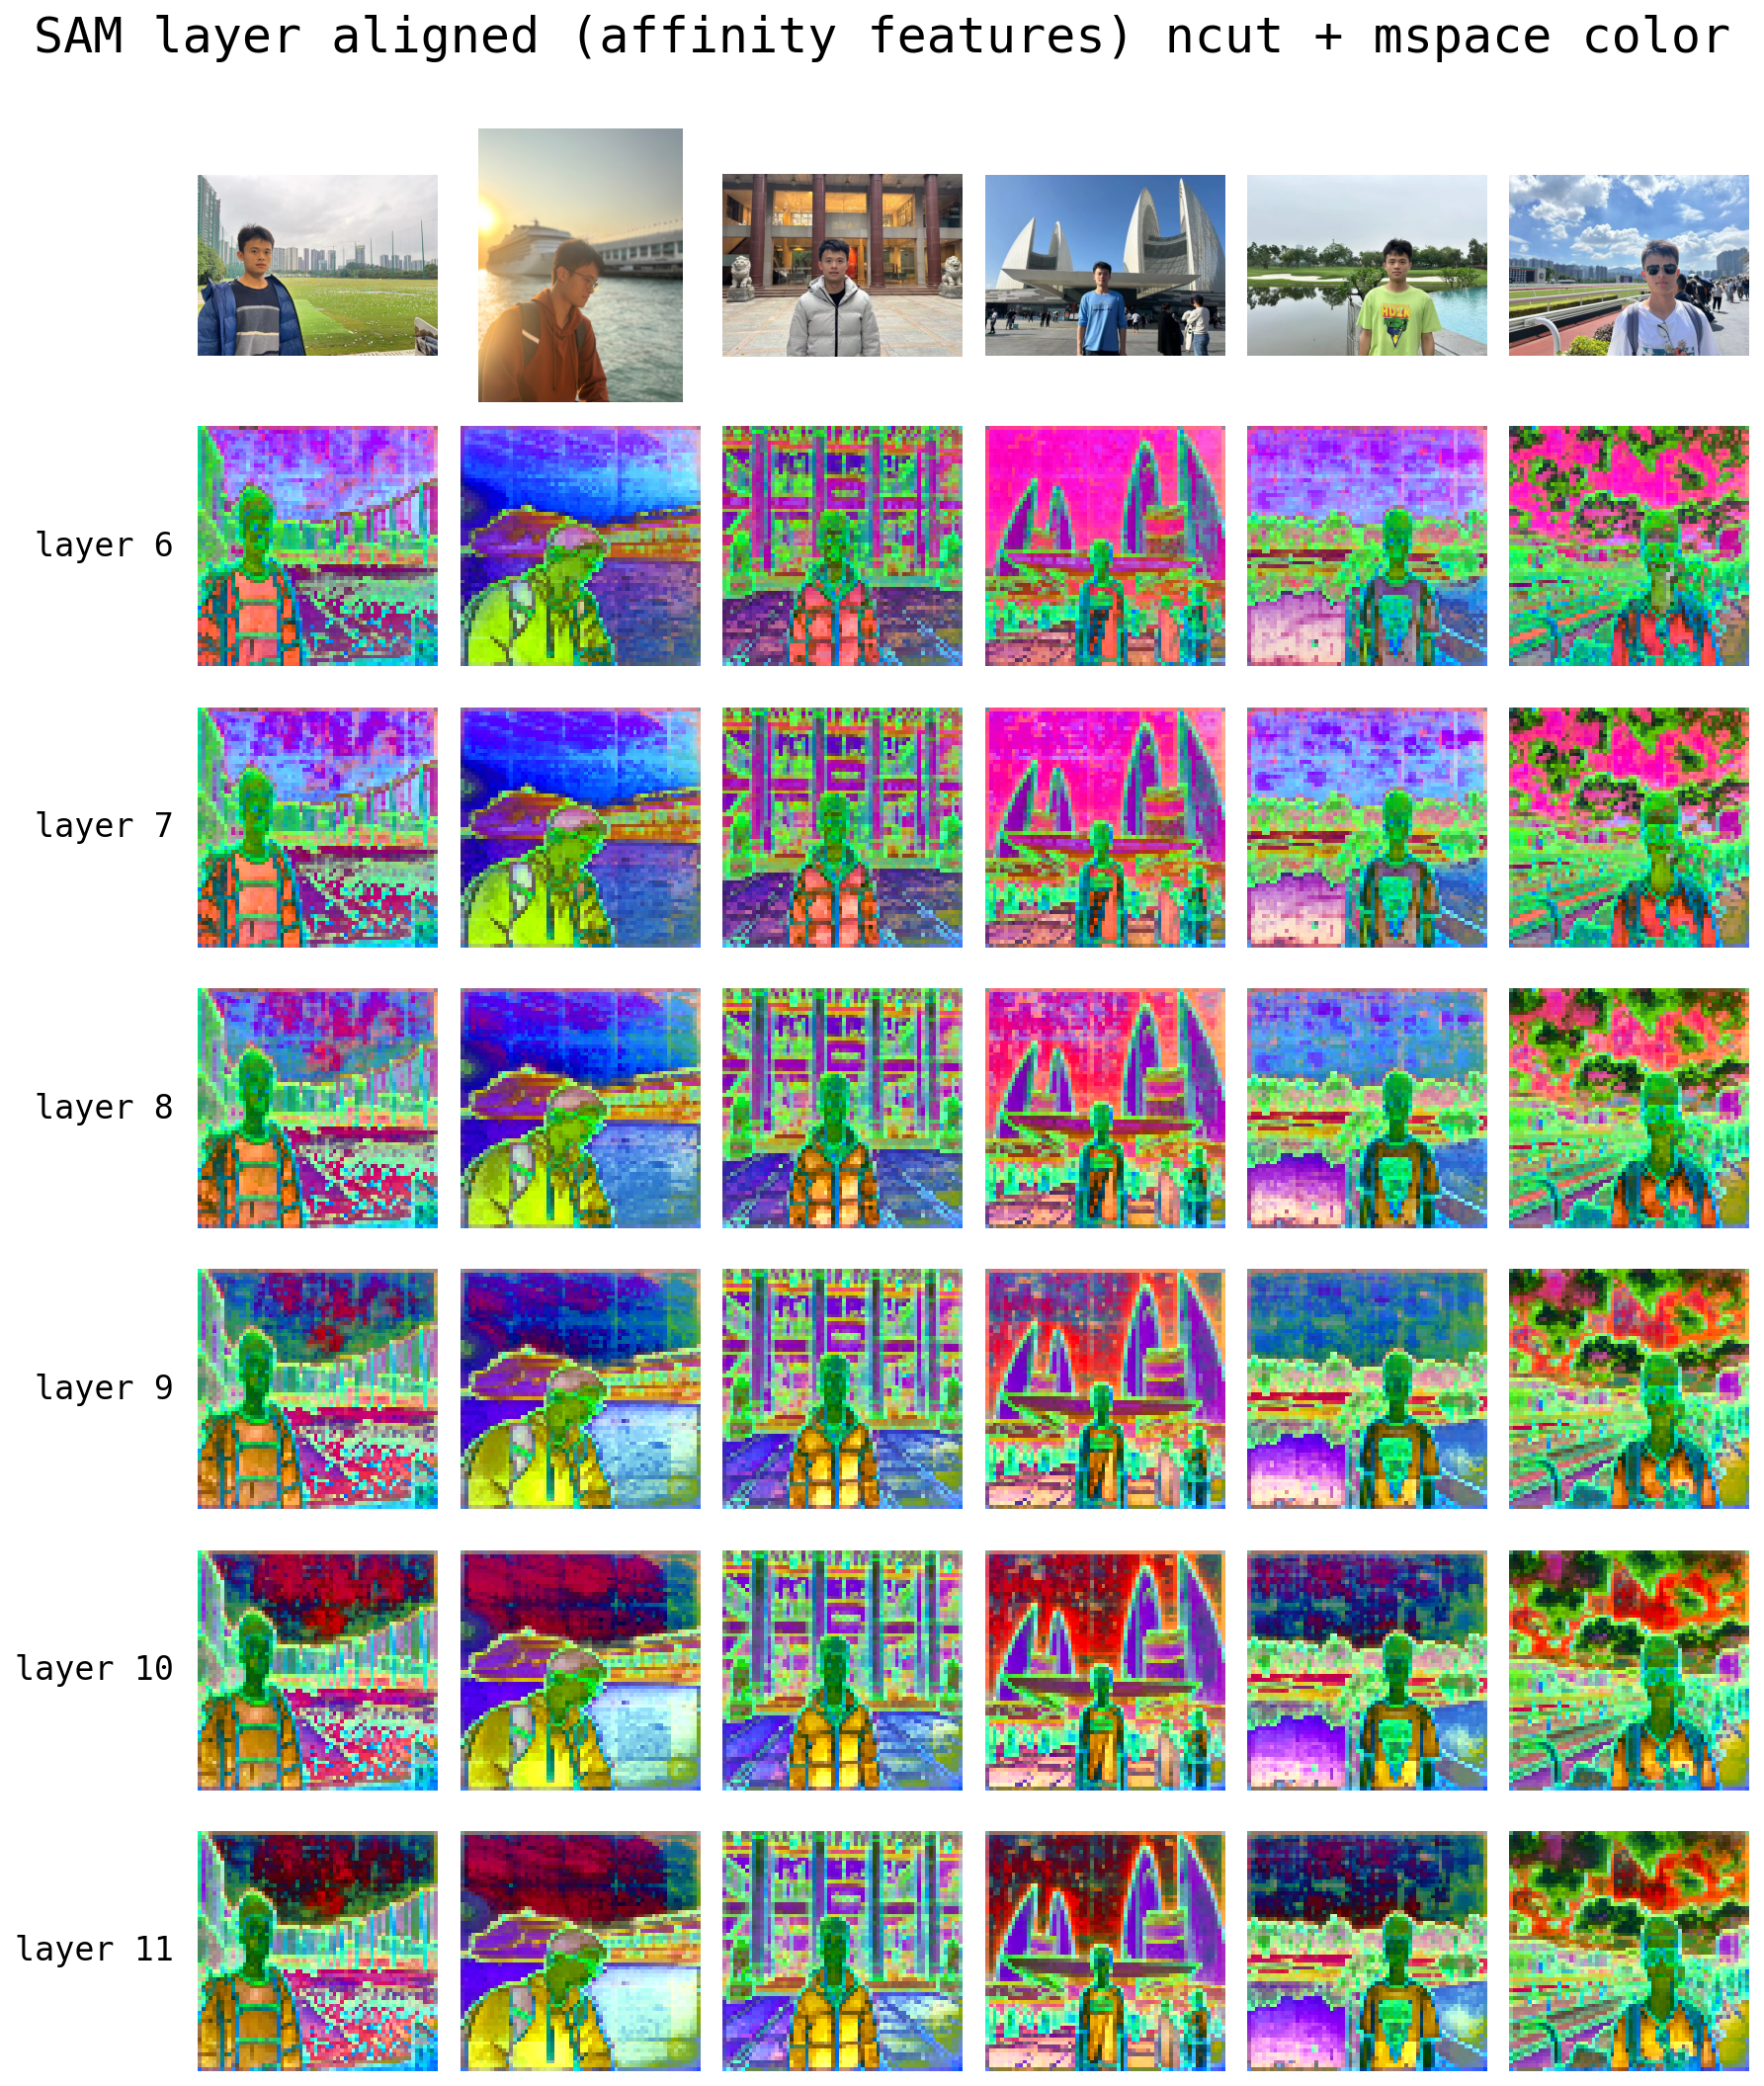 SAM layer aligned (affinity features) ncut + mspace color
layer 6
layer 7
layer 8
layer 9
layer 10
layer 11